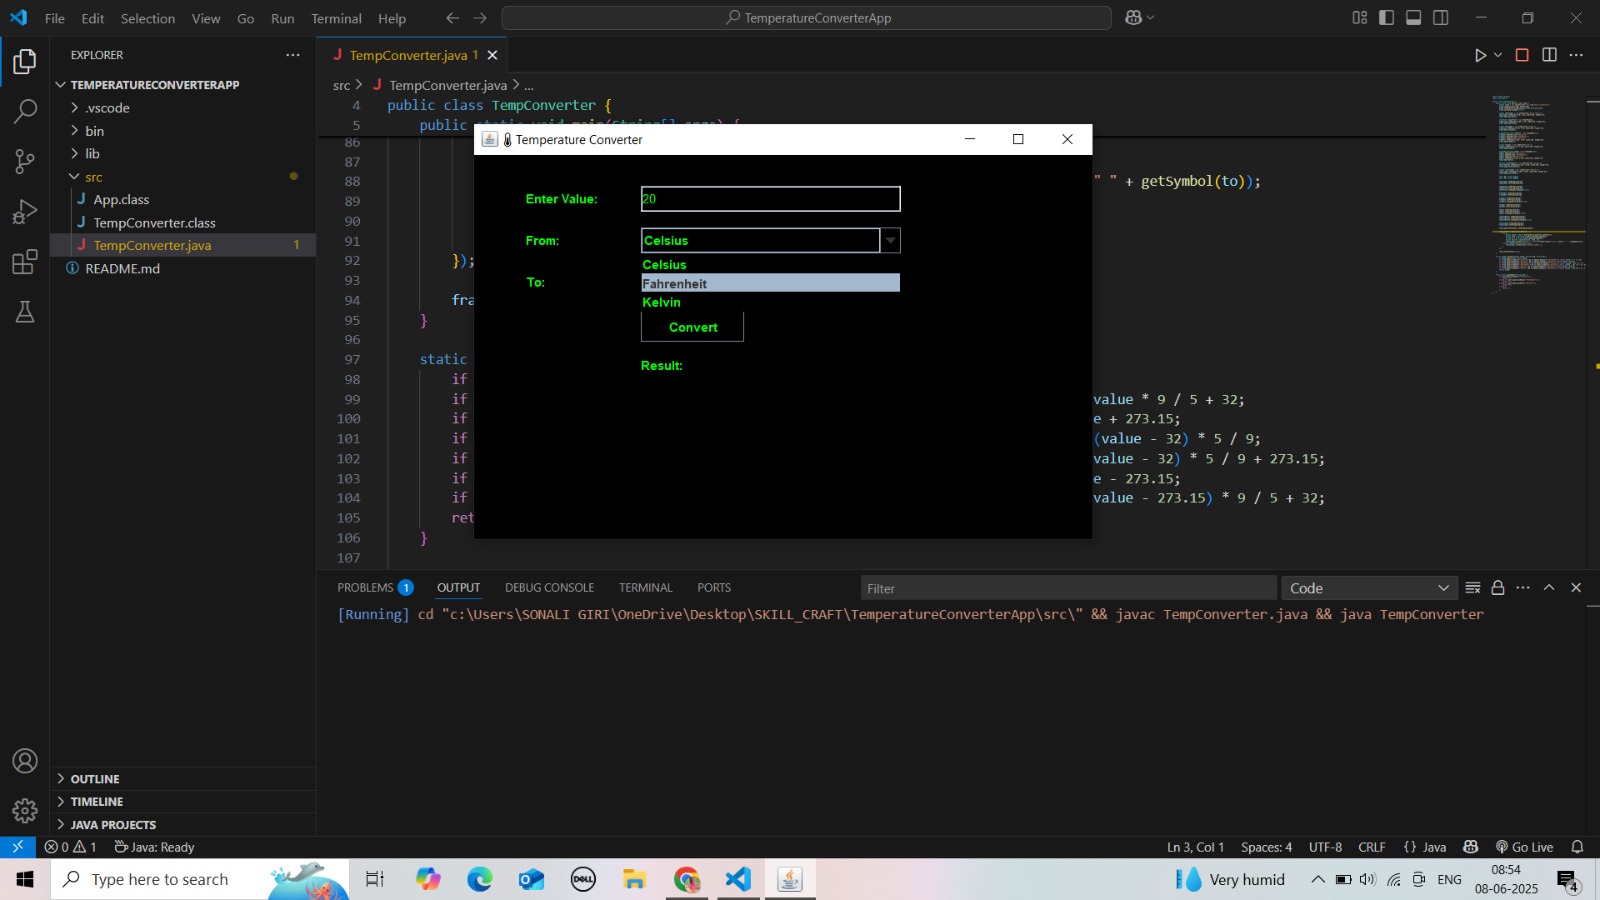 File Edit Selection View Go Run Terminal Help
TemperatureConverterApp
EXPLORER
TEMPERATURECONVERTERAPP
.vscode
bin
lib
src
App.class
TempConverter.class
TempConverter.java 1
README.md
OUTLINE
TIMELINE
JAVA PROJECTS
TempConverter.java 1
src > TempConverter.java > ...
4 public class TempConverter {
5 public
86
87
88 " " + getSymbol(to));
89
90
91
92 });
93
94 fra
95 }
96
97 static
98 if
99 if value * 9 / 5 + 32;
100 if e + 273.15;
101 if (value - 32) * 5 / 9;
102 if value - 32) * 5 / 9 + 273.15;
103 if e - 273.15;
104 if value - 273.15) * 9 / 5 + 32;
105 ret
106 }
107
Temperature Converter
Enter Value: 20
From: Celsius
Celsius
To: Fahrenheit
Kelvin
Convert
Result:
PROBLEMS 1 OUTPUT DEBUG CONSOLE TERMINAL PORTS Filter Code
[Running] cd "c:\Users\SONALI GIRI\OneDrive\Desktop\SKILL_CRAFT\TemperatureConverterApp\src\" && javac TempConverter.java && java TempConverter
0 1 Java: Ready Ln 3, Col 1 Spaces: 4 UTF-8 CRLF {} Java Go Live
Type here to search DELL Very humid ENG 08:54
08-06-2025 4